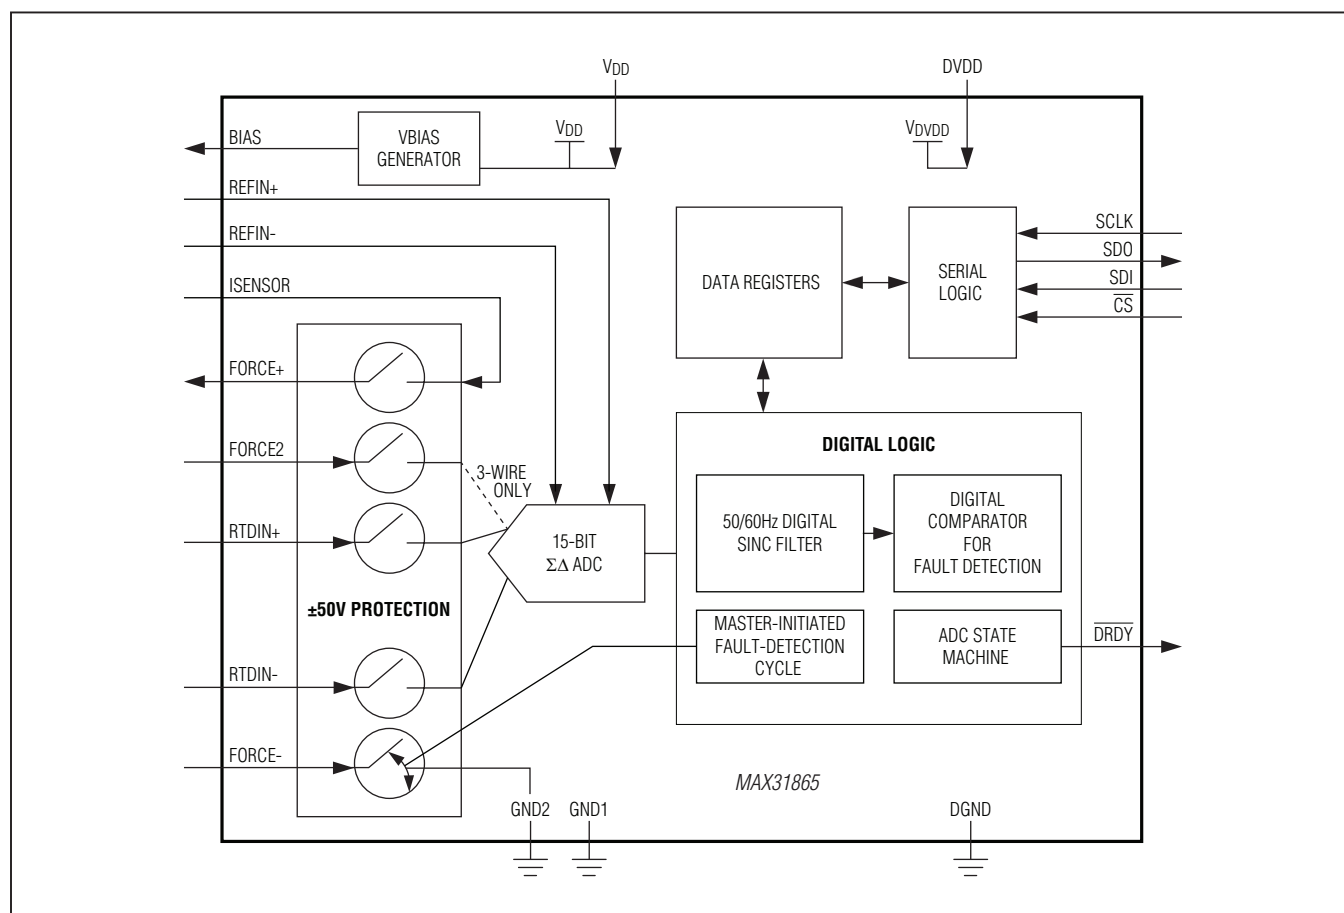 VDD
DVDD
BIAS
VBIAS
GENERATOR
VDD
VDVDD
REFIN+
REFIN-
ISENSOR
DATA REGISTERS
SERIAL
LOGIC
SCLK
SDO
SDI
CS
FORCE+
FORCE2
RTDIN+
3-WIRE
ONLY
15-BIT
ΣΔ ADC
±50V PROTECTION
RTDIN-
FORCE-
DIGITAL LOGIC
50/60Hz DIGITAL
SINC FILTER
DIGITAL
COMPARATOR
FOR
FAULT DETECTION
MASTER-INITIATED
FAULT-DETECTION
CYCLE
ADC STATE
MACHINE
DRDY
MAX31865
GND2
GND1
DGND